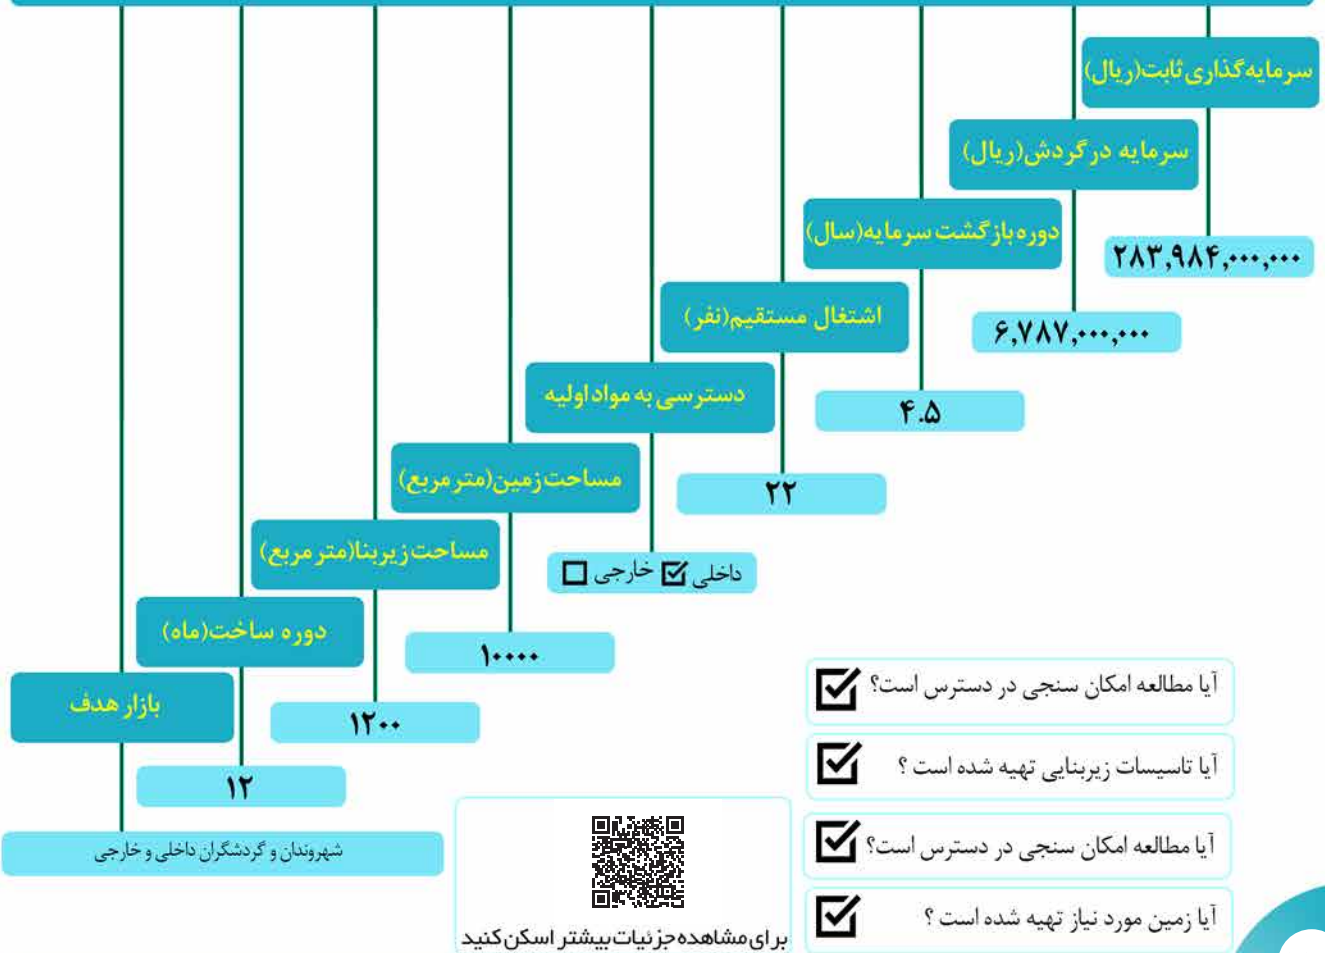 سرمایه‌گذاری ثابت(ریال)
۲۸۳,۹۸۴,۰۰۰,۰۰۰
سرمایه در گردش(ریال)
۶,۷۸۷,۰۰۰,۰۰۰
دوره بازگشت سرمایه(سال)
۴.۵
اشتغال مستقیم(نفر)
۲۲
دسترسی به مواد اولیه
داخلی ☑ خارجی ☐
مساحت زمین(متر مربع)
۱۰۰۰۰
مساحت زیربنا(متر مربع)
۱۲۰۰
دوره ساخت(ماه)
۱۲
بازار هدف
شهروندان و گردشگران داخلی و خارجی
آیا مطالعه امکان سنجی در دسترس است؟ ☑
آیا تاسیسات زیربنایی تهیه شده است ؟ ☑
آیا مطالعه امکان سنجی در دسترس است؟ ☑
آیا زمین مورد نیاز تهیه شده است ؟ ☑
برای مشاهده جزئیات بیشتر اسکن کنید